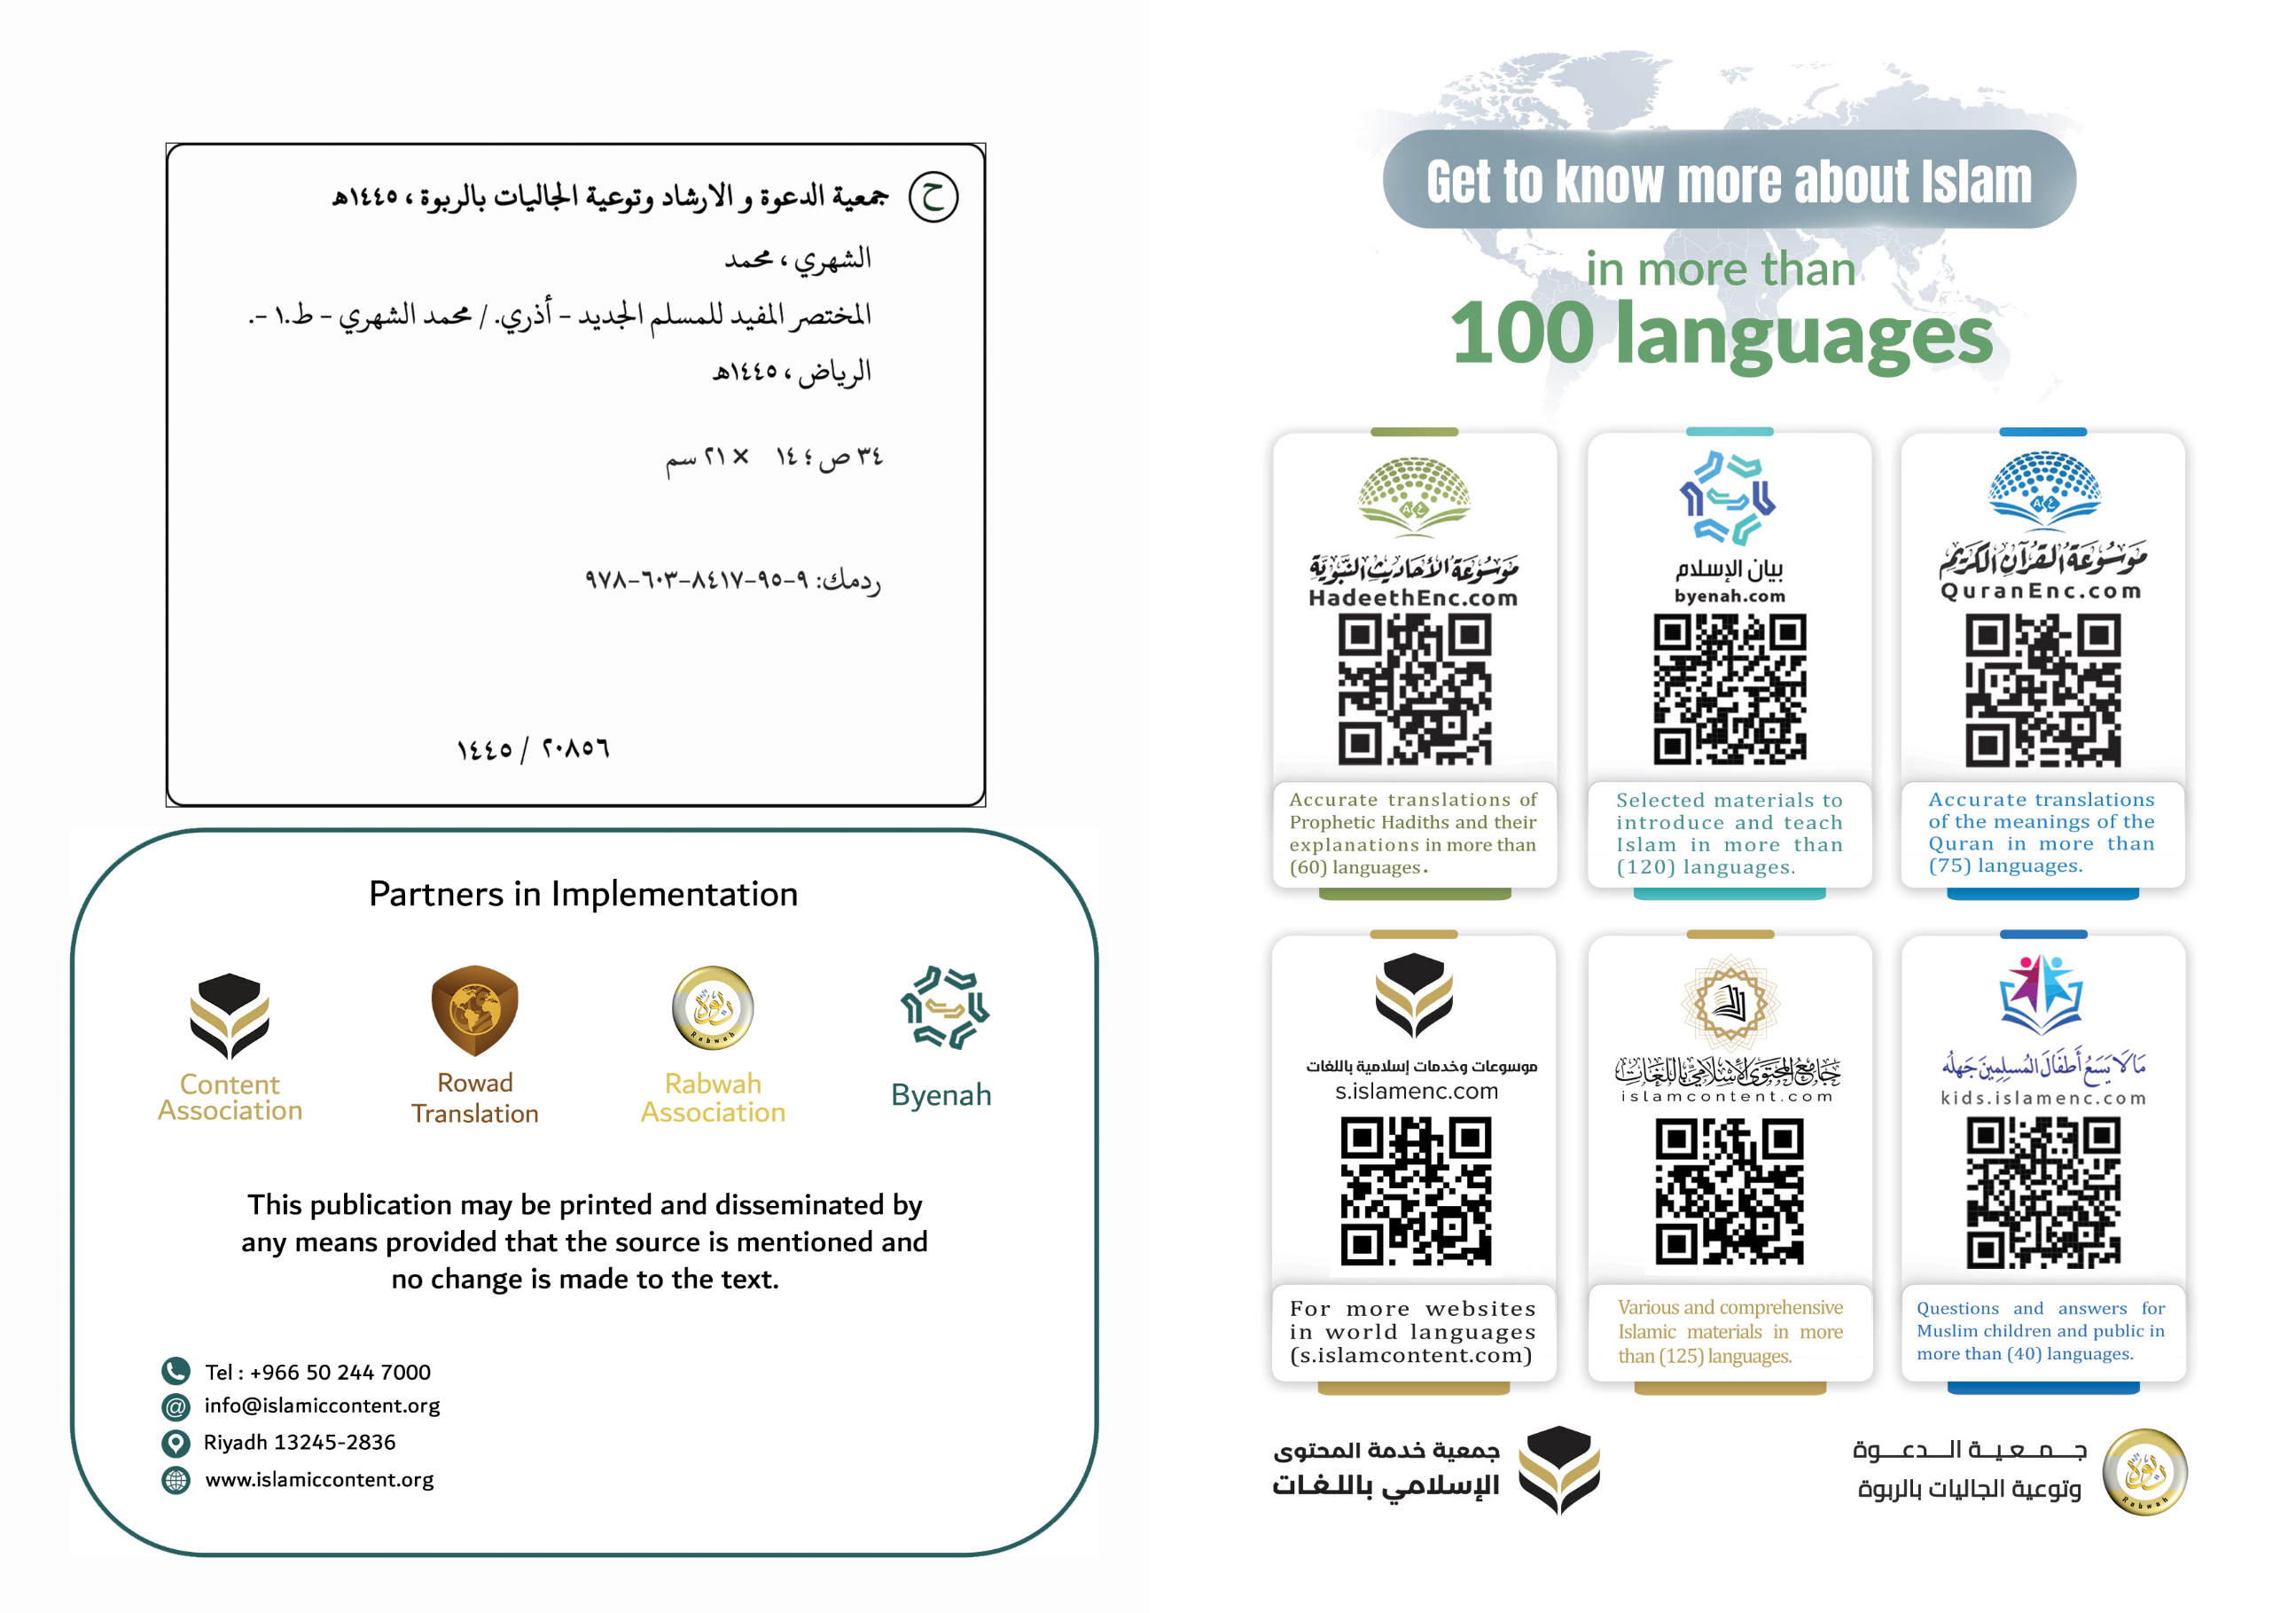 ح جمعية الدعوة و الارشاد وتوعية الجاليات بالربوة ، ١٤٤٥هـ
الشهري ، محمد
المختصر المفيد للمسلم الجديد - أذري. / محمد الشهري - ط.١ -.
الرياض ، ١٤٤٥هـ
٣٤ ص ؛ ١٤ × ٢١ سم
ردمك: ٩-٩٥-٨٤١٧-٦٠٣-٩٧٨
٢٠٨٥٦ / ١٤٤٥
Partners in Implementation
Content
Association
Rowad
Translation
Rabwah
Rabwah
Association
Byenah
This publication may be printed and disseminated by
any means provided that the source is mentioned and
no change is made to the text.
Tel : +966 50 244 7000
info@islamiccontent.org
Riyadh 13245-2836
www.islamiccontent.org
Get to know more about Islam
in more than
100 languages
موسوعة الأحاديث النبوية
HadeethEnc.com
Accurate translations of
Prophetic Hadiths and their
explanations in more than
(60) languages.
بيان الإسلام
byenah.com
Selected materials to
introduce and teach
Islam in more than
(120) languages.
موسوعة القرآن الكريم
QuranEnc.com
Accurate translations
of the meanings of the
Quran in more than
(75) languages.
موسوعات وخدمات إسلامية باللغات
s.islamenc.com
For more websites
in world languages
(s.islamcontent.com)
جامع المحتوى الإسلامي باللغات
islamcontent.com
Various and comprehensive
Islamic materials in more
than (125) languages.
مَا لَا يَسَعُ أَطْفَالَ المُسلِمِينَ جَهلُه
kids.islamenc.com
Questions and answers for
Muslim children and public in
more than (40) languages.
جمعية خدمة المحتوى
الإسلامي باللغات
جمعية الدعوة
وتوعية الجاليات بالربوة
Rabwah